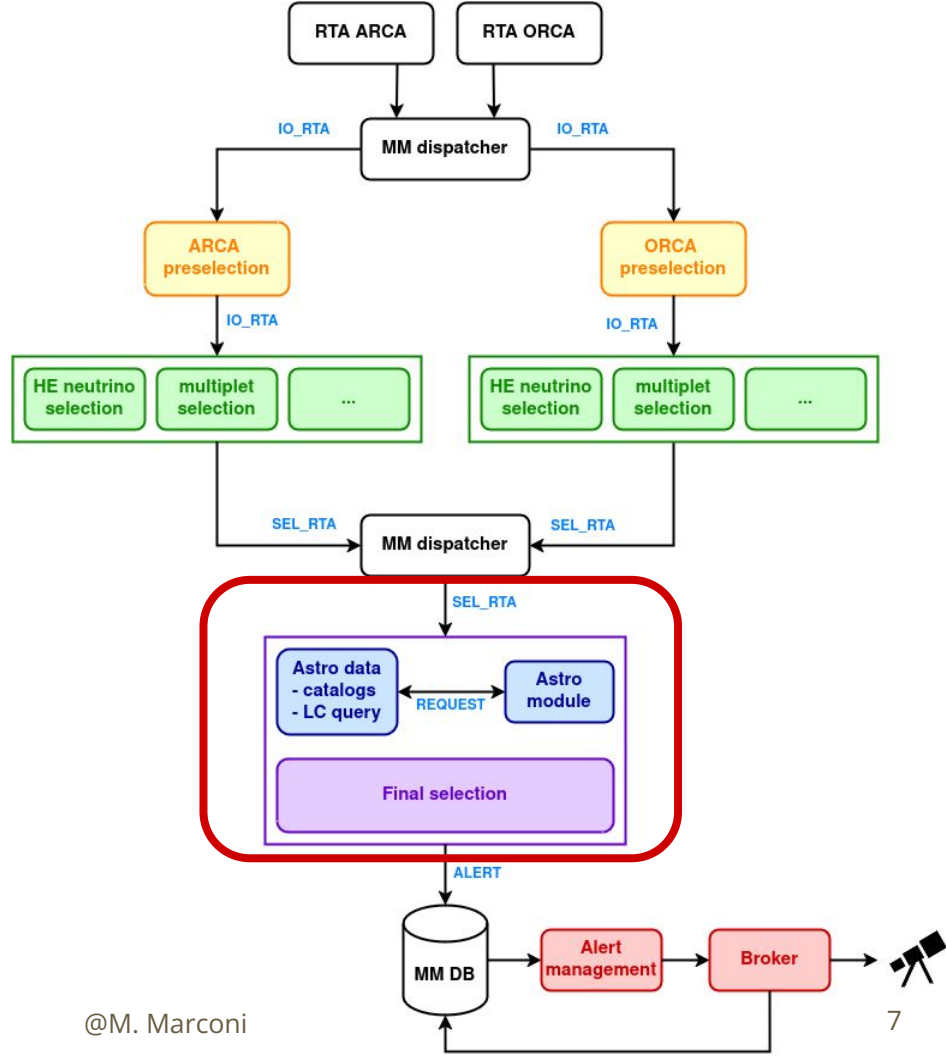 RTA ARCA
RTA ORCA
IO_RTA
IO_RTA
MM dispatcher
ARCA
preselection
ORCA
preselection
IO_RTA
IO_RTA
HE neutrino
selection
multiplet
selection
...
HE neutrino
selection
multiplet
selection
...
SEL_RTA
SEL_RTA
MM dispatcher
SEL_RTA
Astro data
- catalogs
- LC query
REQUEST
Astro
module
Final selection
ALERT
MM DB
Alert
management
Broker
@M. Marconi
7